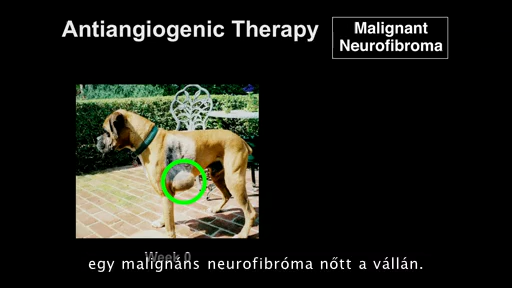 Antiangiogenic Therapy
Malignant
Neurofibroma
Week 0
egy malignáns neurofibróma nőtt a vállán.